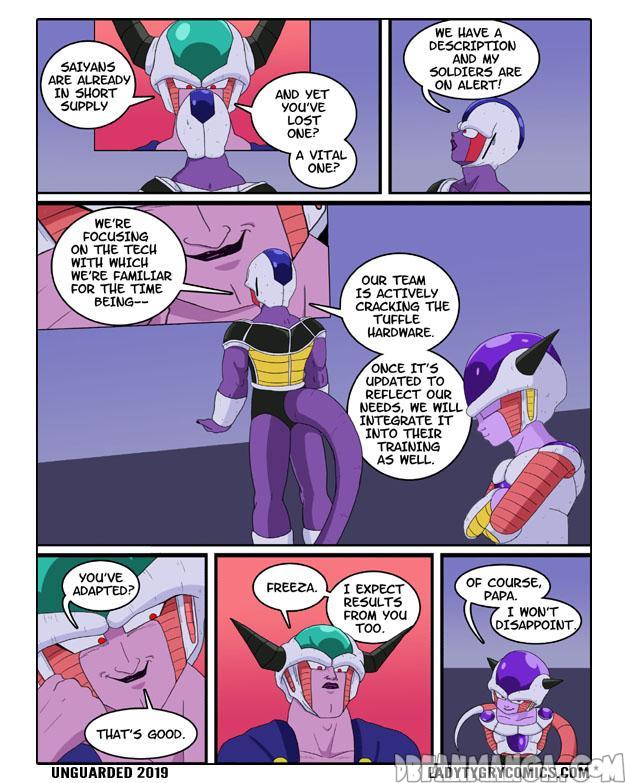 SAIYANS
ARE ALREADY
IN SHORT
SUPPLY
AND YET
YOU'VE
LOST
ONE?
A VITAL
ONE?
WE HAVE A
DESCRIPTION
AND MY
SOLDIERS ARE
ON ALERT!
WE'RE
FOCUSING
ON THE TECH
WITH WHICH
WE'RE FAMILIAR
FOR THE TIME
BEING--
OUR TEAM
IS ACTIVELY
CRACKING THE
TUFFLE
HARDWARE.
ONCE IT'S
UPDATED TO
REFLECT OUR
NEEDS, WE WILL
INTEGRATE IT
INTO THEIR
TRAINING
AS WELL.
YOU'VE
ADAPTED?
THAT'S GOOD.
FREEZA.
I EXPECT
RESULTS
FROM YOU
TOO.
OF COURSE,
PAPA.
I WON'T
DISAPPOINT.
UNGUARDED 2019
LADYTYGRYCOMICS.COM
DBFANMANGA.COM